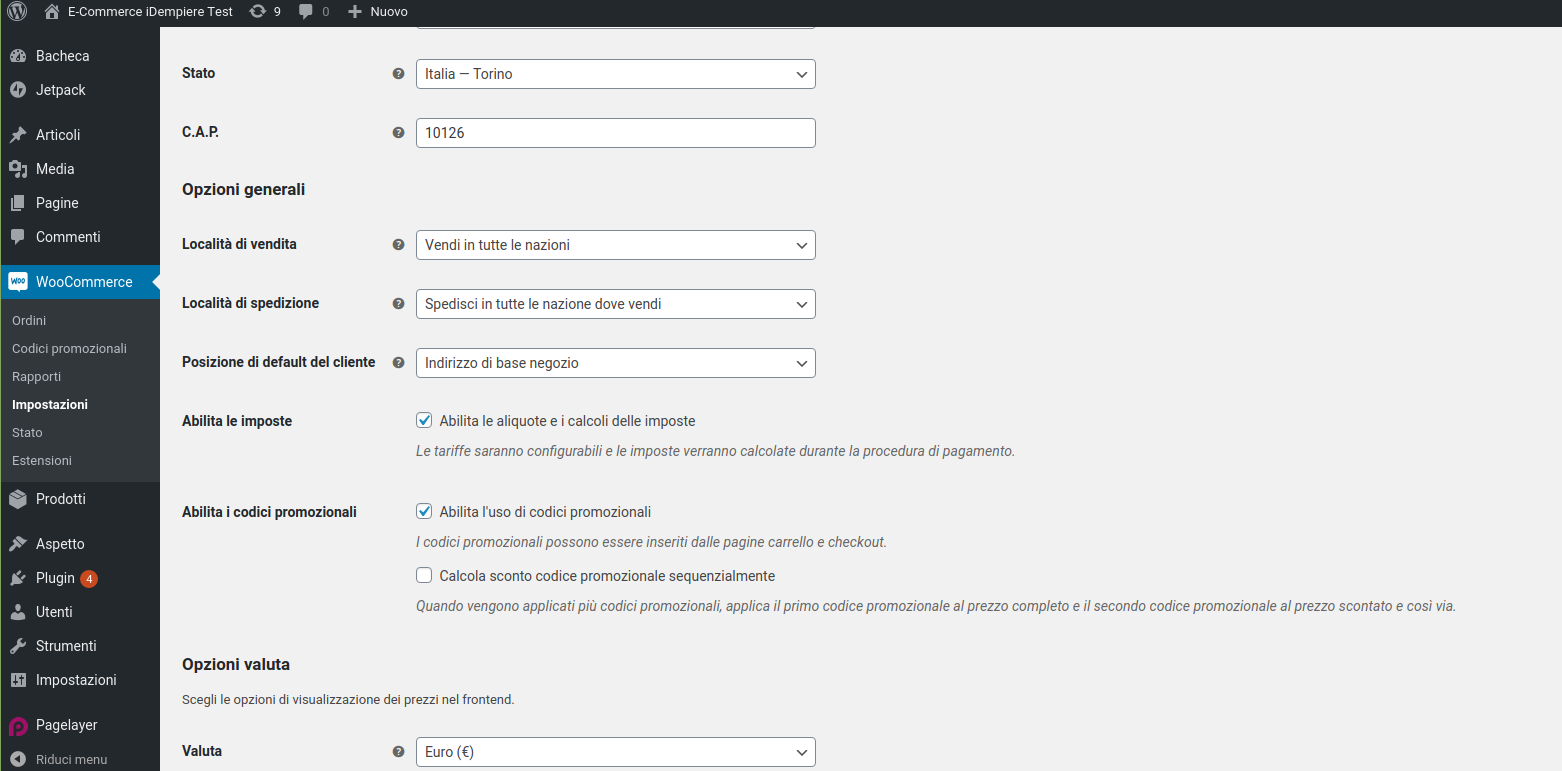 E-Commerce iDempiere Test
9
0
Nuovo
Bacheca
Jetpack
Articoli
Media
Pagine
Commenti
WOO
WooCommerce
Ordini
Codici promozionali
Rapporti
Impostazioni
Stato
Estensioni
Prodotti
Aspetto
Plugin 4
Utenti
Strumenti
Impostazioni
Pagelayer
Riduci menu
Stato
Italia — Torino
C.A.P.
10126
Opzioni generali
Località di vendita
Vendi in tutte le nazioni
Località di spedizione
Spedisci in tutte le nazione dove vendi
Posizione di default del cliente
Indirizzo di base negozio
Abilita le imposte
Abilita le aliquote e i calcoli delle imposte
Le tariffe saranno configurabili e le imposte verranno calcolate durante la procedura di pagamento.
Abilita i codici promozionali
Abilita l'uso di codici promozionali
I codici promozionali possono essere inseriti dalle pagine carrello e checkout.
Calcola sconto codice promozionale sequenzialmente
Quando vengono applicati più codici promozionali, applica il primo codice promozionale al prezzo completo e il secondo codice promozionale al prezzo scontato e così via.
Opzioni valuta
Scegli le opzioni di visualizzazione dei prezzi nel frontend.
Valuta
Euro (€)